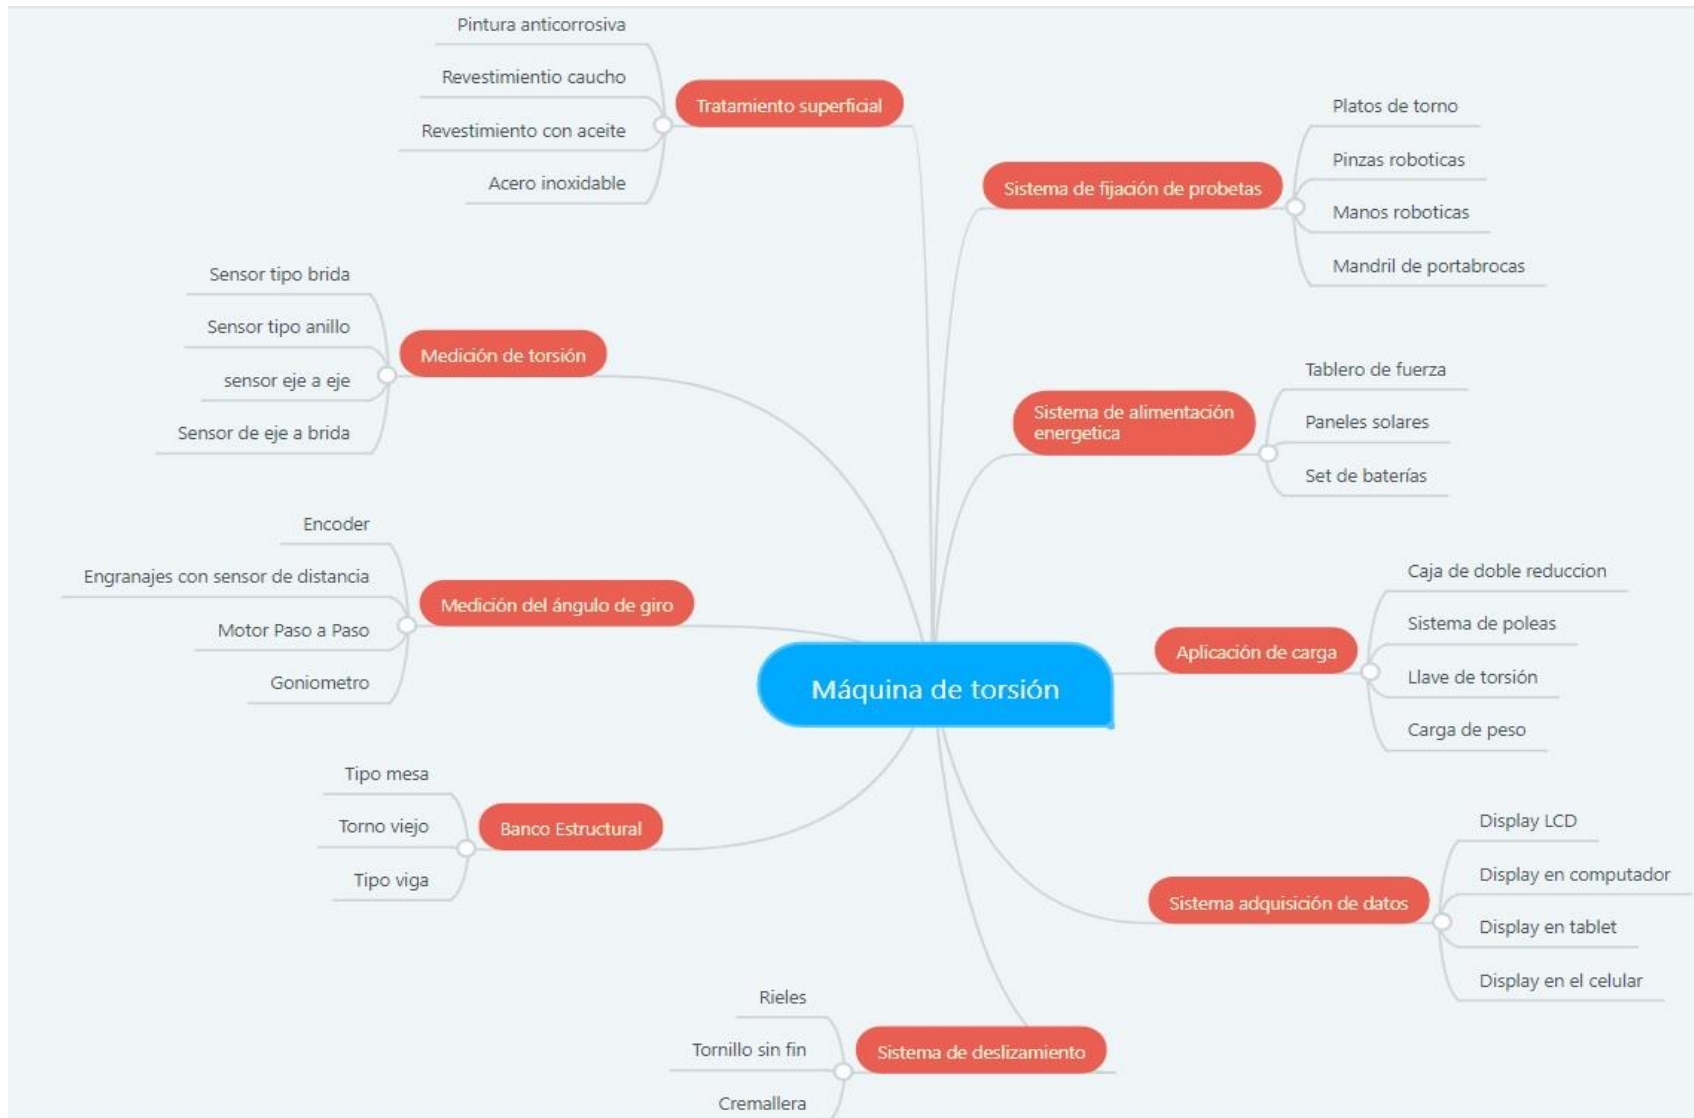 Pintura anticorrosiva
Revestimientio caucho
Revestimiento con aceite
Acero inoxidable
Tratamiento superficial
Sensor tipo brida
Sensor tipo anillo
sensor eje a eje
Sensor de eje a brida
Medición de torsión
Encoder
Engranajes con sensor de distancia
Motor Paso a Paso
Goniometro
Medición del ángulo de giro
Tipo mesa
Torno viejo
Tipo viga
Banco Estructural
Rieles
Tornillo sin fin
Cremallera
Sistema de deslizamiento
Máquina de torsión
Sistema de fijación de probetas
Platos de torno
Pinzas roboticas
Manos roboticas
Mandril de portabrocas
Sistema de alimentación
energetica
Tablero de fuerza
Paneles solares
Set de baterías
Aplicación de carga
Caja de doble reduccion
Sistema de poleas
Llave de torsión
Carga de peso
Sistema adquisición de datos
Display LCD
Display en computador
Display en tablet
Display en el celular